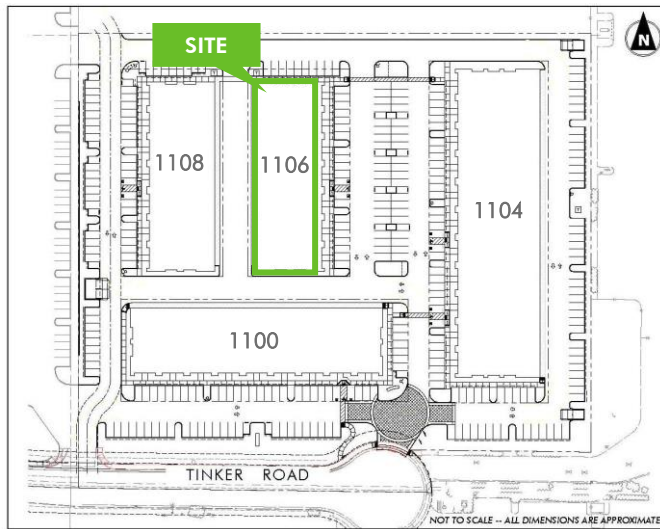 SITE
N
1108
1106
1104
1100
TINKER ROAD
NOT TO SCALE -- ALL DIMENSIONS ARE APPROXIMATE